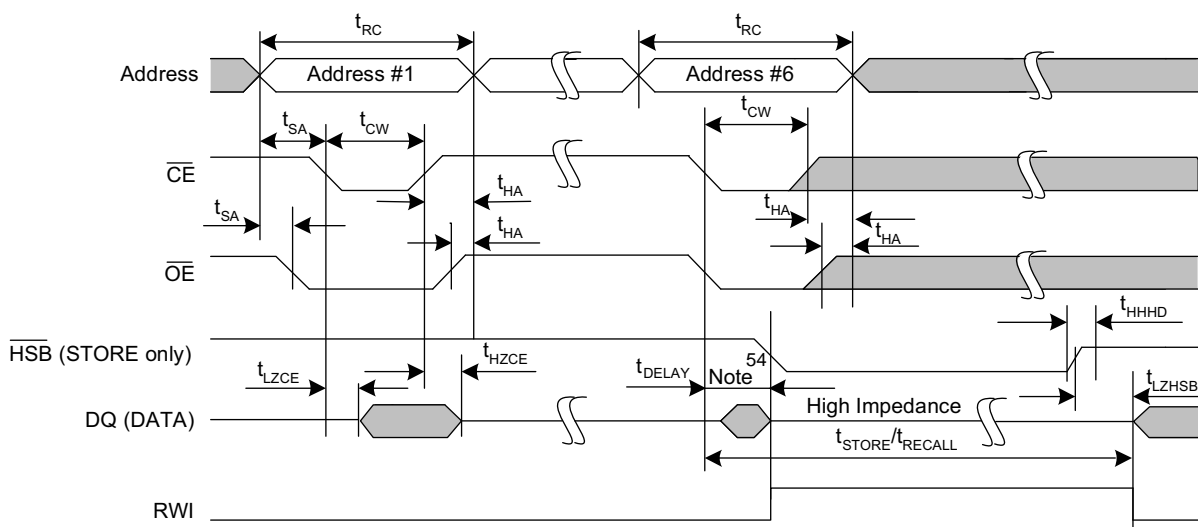 tRC tRC
Address Address #1 Address #6
tSA tCW tCW
CE
tHA tHA
tSA tHA tHA
OE
tHHHD
HSB (STORE only)
tLZCE tHZCE tDELAY Note 54 tLZHSB
DQ (DATA) High Impedance
tSTORE/tRECALL
RWI